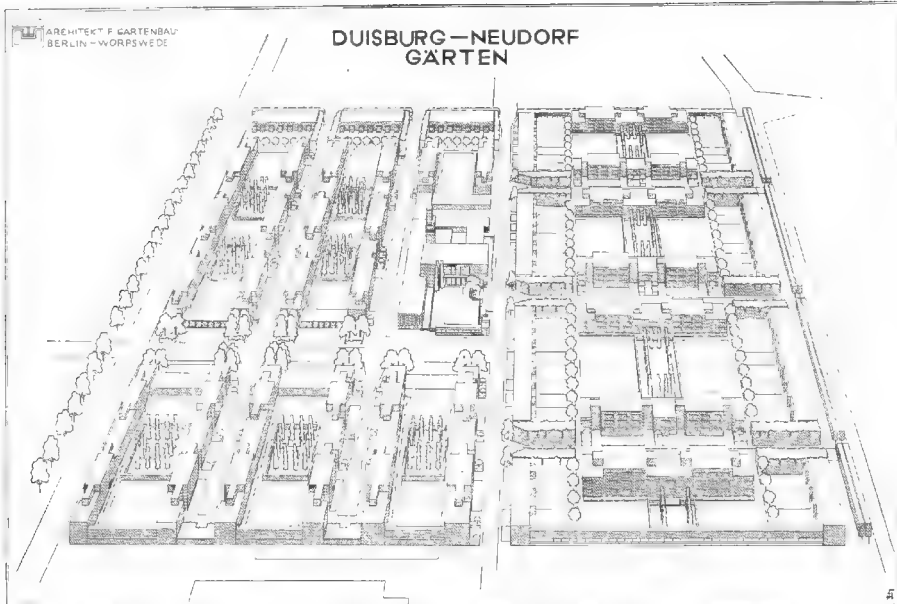 ARCHITEKT F GARTENBAU
BERLIN–WORPSWEDE
DUISBURG–NEUDORF
GÄRTEN